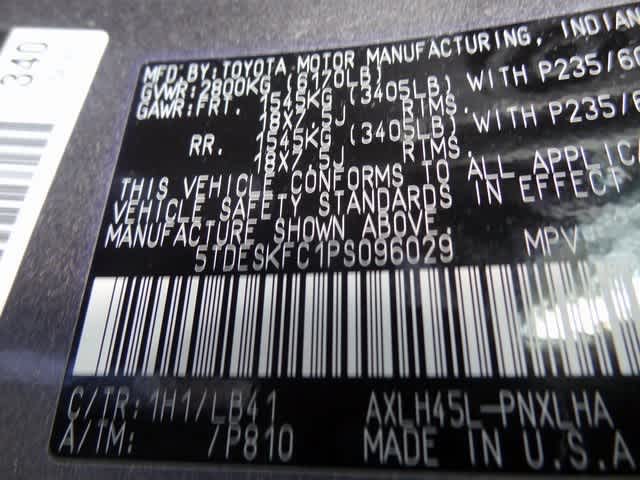 340
MFD.BY:TOYOTA MOTOR MANUFACTURING, INDIAN
GVWR:2800KG(6170LB)
GAWR:FRT. 1545KG (3405LB) WITH P235/60
18X7.5J RIMS.
RR. 1545KG (3405LB) WITH P235/6
18X7.5J RIMS.
THIS VEHICLE CONFORMS TO ALL APPLICA
VEHICLE SAFETY STANDARDS IN EFFECT
MANUFACTURE SHOWN ABOVE.
5TDESKFC1PS096029 MPV
C/TR:1H1/LB41 AXLH45L-PNXLHA
A/TM: /P810 MADE IN U.S.A